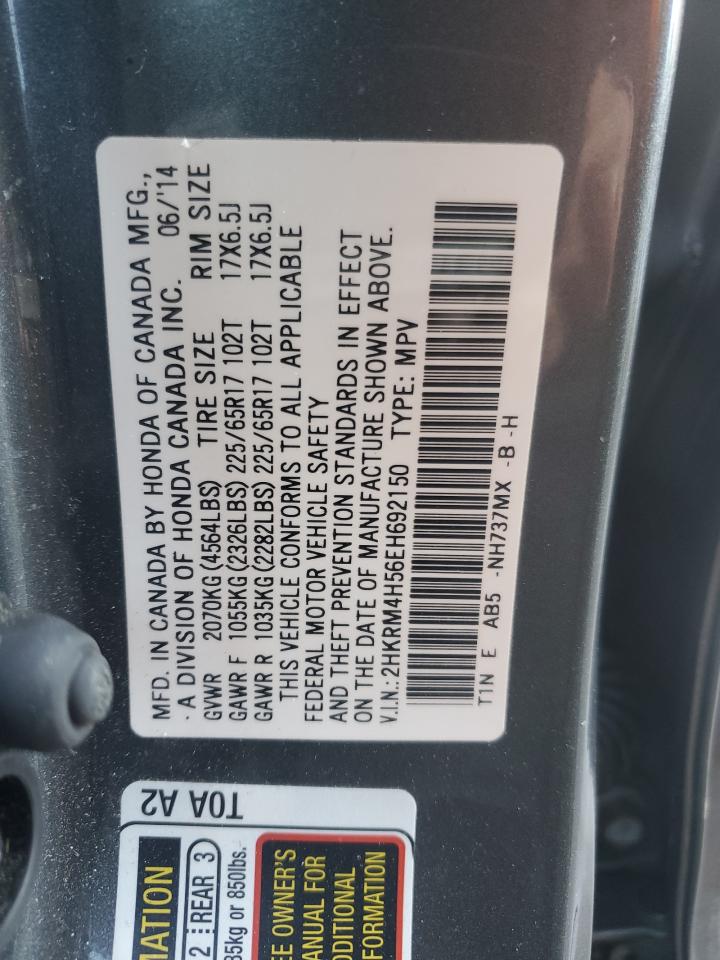 MFD. IN CANADA BY HONDA OF CANADA MFG.,
· A DIVISION OF HONDA CANADA INC. 06/'14
GVWR 2070KG(4564LBS) TIRE SIZE RIM SIZE
GAWR F 1055KG(2326LBS) 225/65R17 102T 17X6.5J
GAWR R 1035KG(2282LBS) 225/65R17 102T 17X6.5J
THIS VEHICLE CONFORMS TO ALL APPLICABLE
FEDERAL MOTOR VEHICLE SAFETY
AND THEFT PREVENTION STANDARDS IN EFFECT
ON THE DATE OF MANUFACTURE SHOWN ABOVE.
V.I.N.:2HKRM4H56EH692150 TYPE: MPV
T1N E AB5 -NH737MX -B -H
T0A A2
MATION
2 REAR 3
85kg or 850lbs.
EE OWNER'S
ANUAL FOR
DDITIONAL
FORMATION